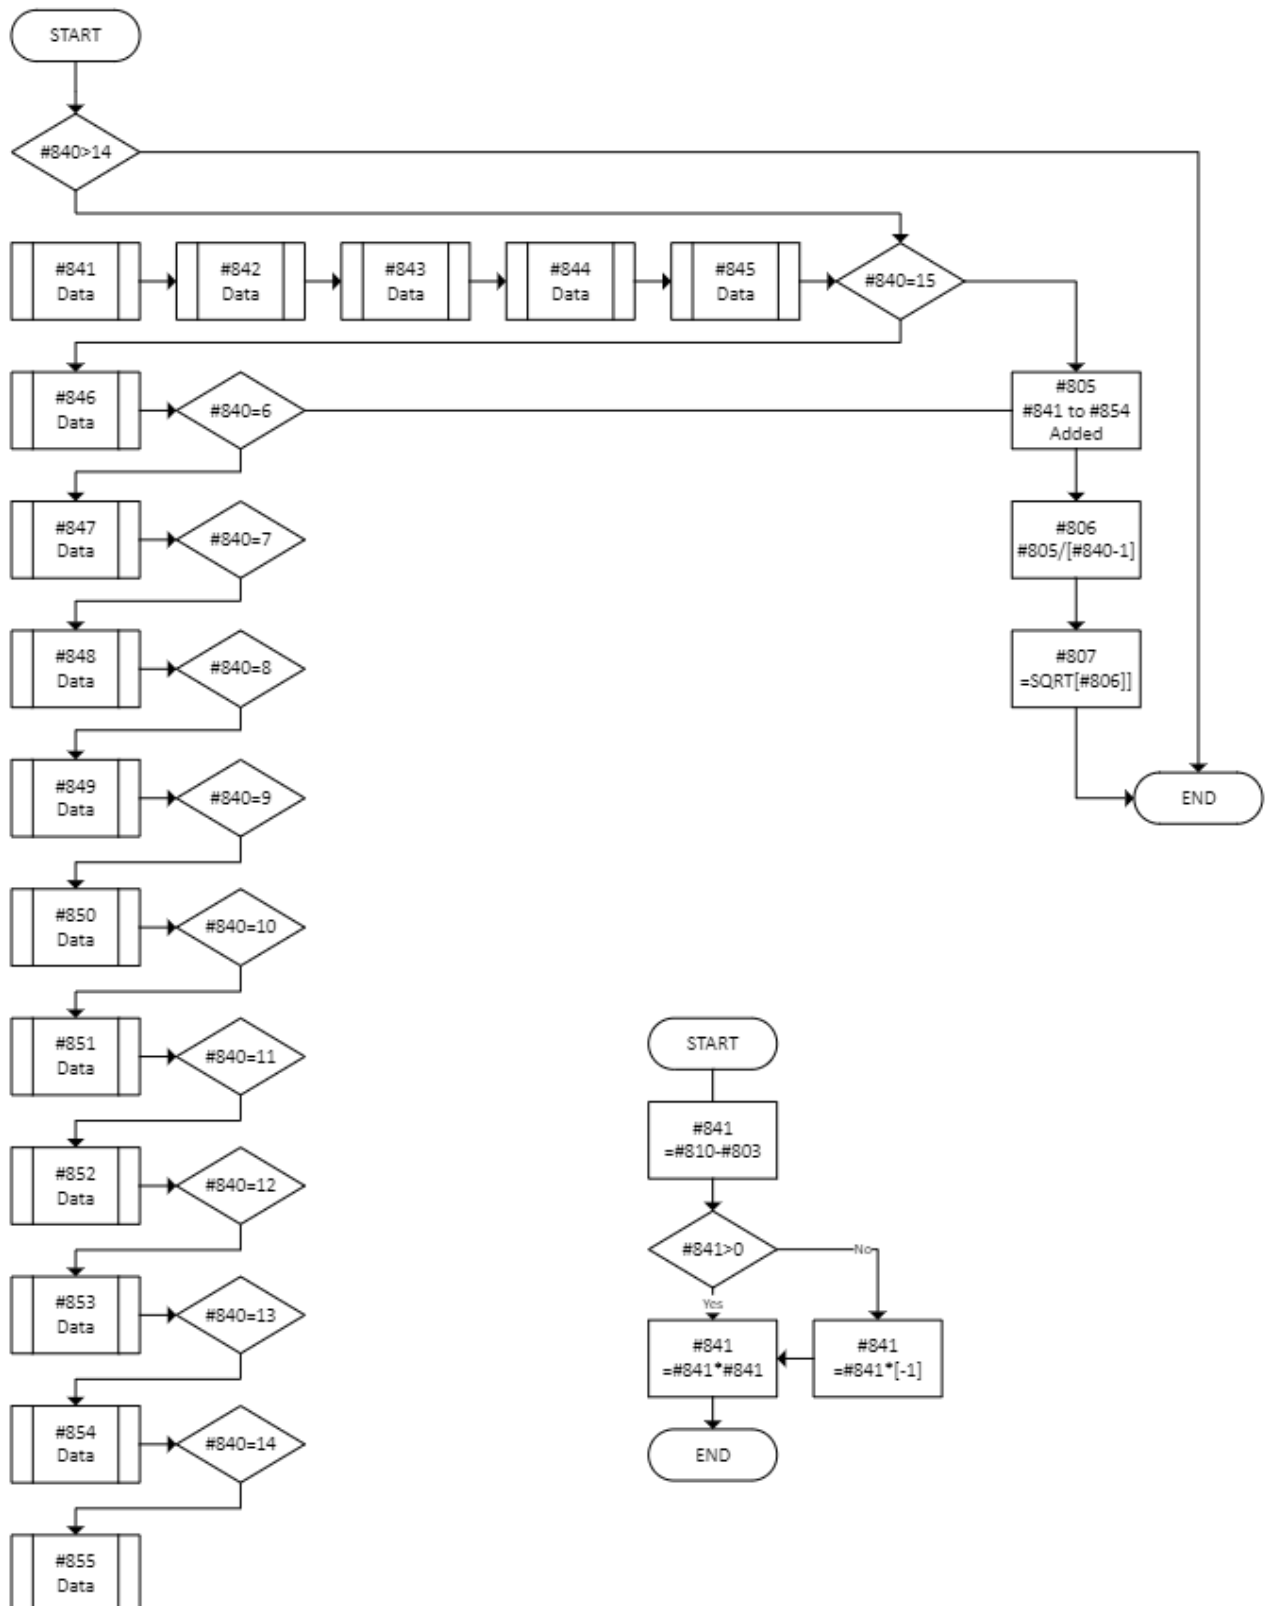 START
#840>14
#841
Data
#842
Data
#843
Data
#844
Data
#845
Data
#840=15
#846
Data
#840=6
#805
#841 to #854
Added
#847
Data
#840=7
#806
#805/[#840-1]
#848
Data
#840=8
#807
=SQRT[#806]]
#849
Data
#840=9
END
#850
Data
#840=10
#851
Data
#840=11
START
#841
=#810-#803
#852
Data
#840=12
#841>0
No
Yes
#853
Data
#840=13
#841
=#841*#841
#841
=#841*[-1]
#854
Data
#840=14
END
#855
Data